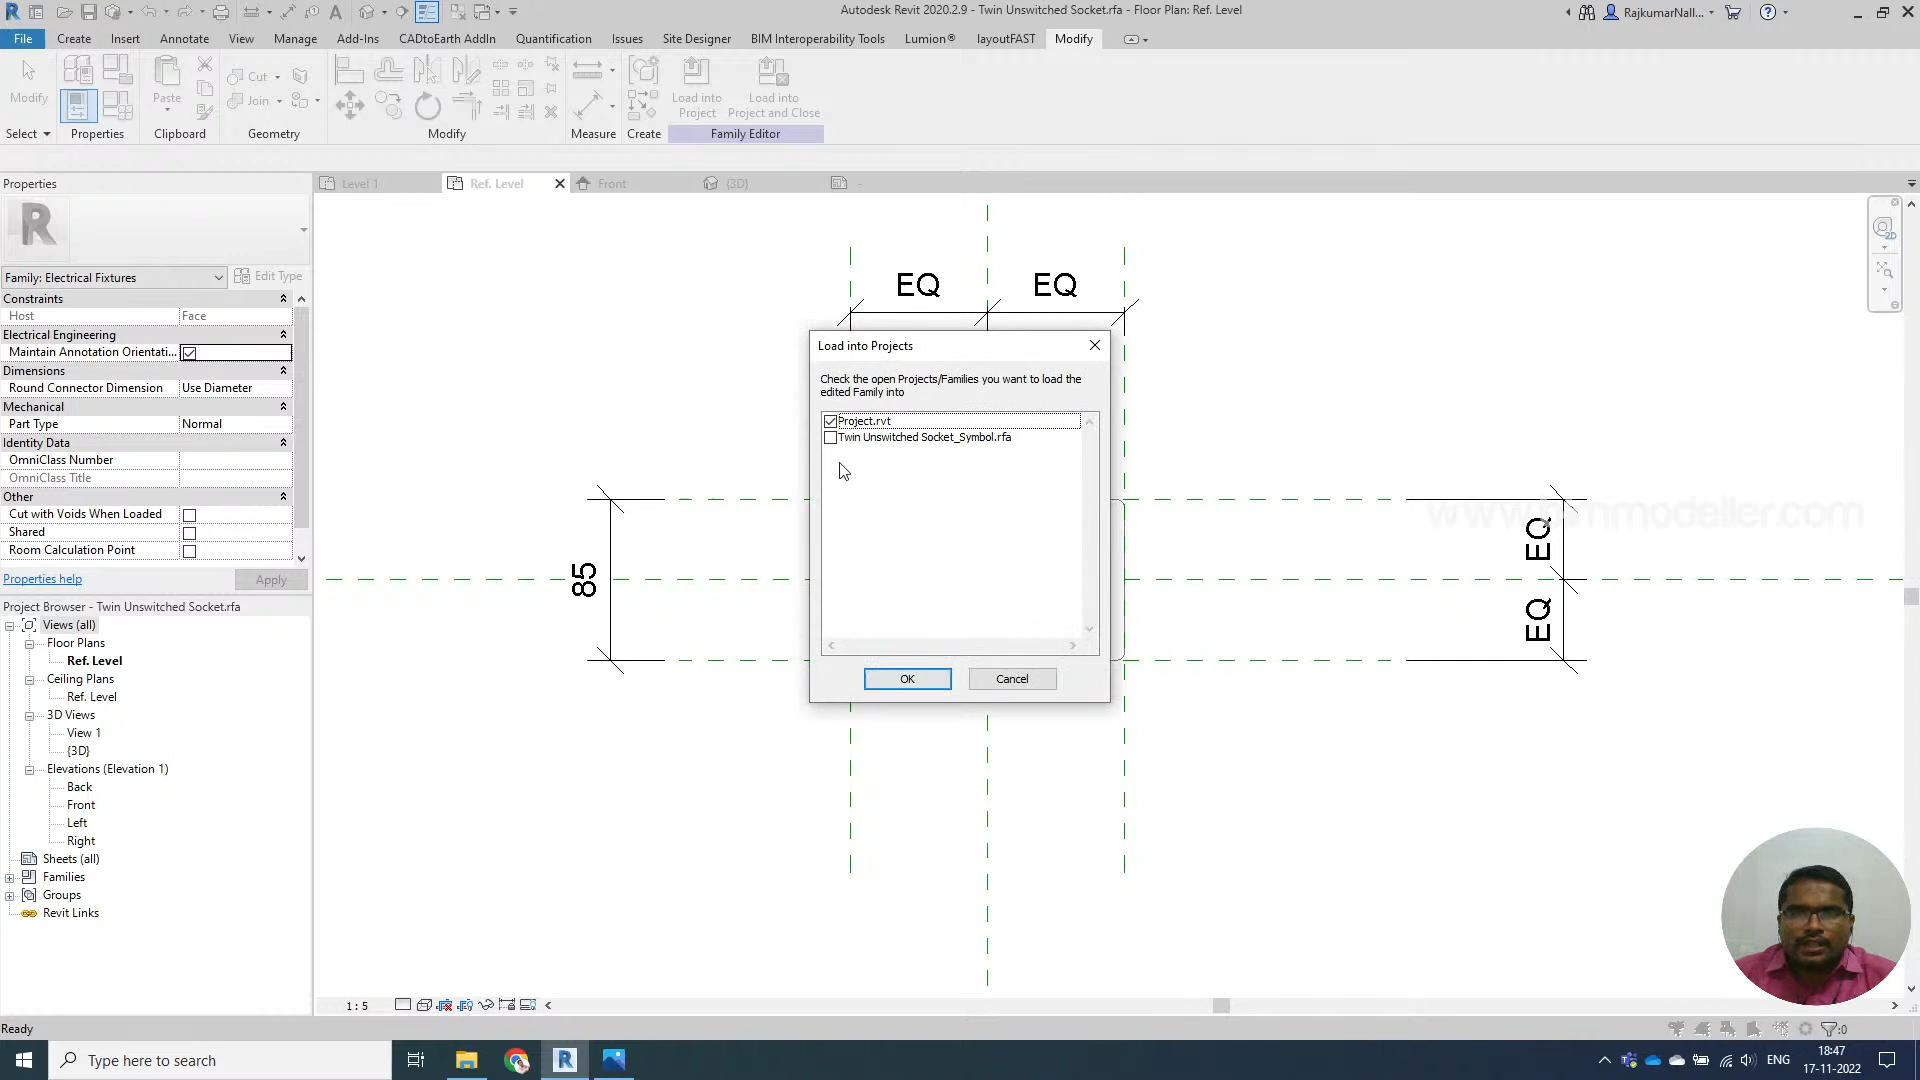 Autodesk Revit 2020.2.9 - Twin Unswitched Socket.rfa - Floor Plan: Ref. Level
RajkumarNall...
File Create Insert Annotate View Manage Add-Ins CADtoEarth AddIn Quantification Issues Site Designer BIM Interoperability Tools Lumion® layoutFAST Modify
Modify
Paste
Cut
Join
Load into Project
Load into Project and Close
Select Properties Clipboard Geometry Modify Measure Create Family Editor
Properties
Level 1 Ref. Level Front {3D} -
Family: Electrical Fixtures Edit Type
Constraints
Host Face
Electrical Engineering
Maintain Annotation Orientati...
Dimensions
Round Connector Dimension Use Diameter
Mechanical
Part Type Normal
Identity Data
OmniClass Number
OmniClass Title
Other
Cut with Voids When Loaded
Shared
Room Calculation Point
Properties help Apply
Project Browser - Twin Unswitched Socket.rfa
Views (all)
Floor Plans
Ref. Level
Ceiling Plans
Ref. Level
3D Views
View 1
{3D}
Elevations (Elevation 1)
Back
Front
Left
Right
Sheets (all)
Families
Groups
Revit Links
EQ EQ
85
EQ
EQ
2D
www.bimmodeller.com
Load into Projects
Check the open Projects/Families you want to load the
edited Family into
Project.rvt
Twin Unswitched Socket_Symbol.rfa
OK Cancel
1 : 5
Ready
:0
Type here to search
ENG
18:47
17-11-2022